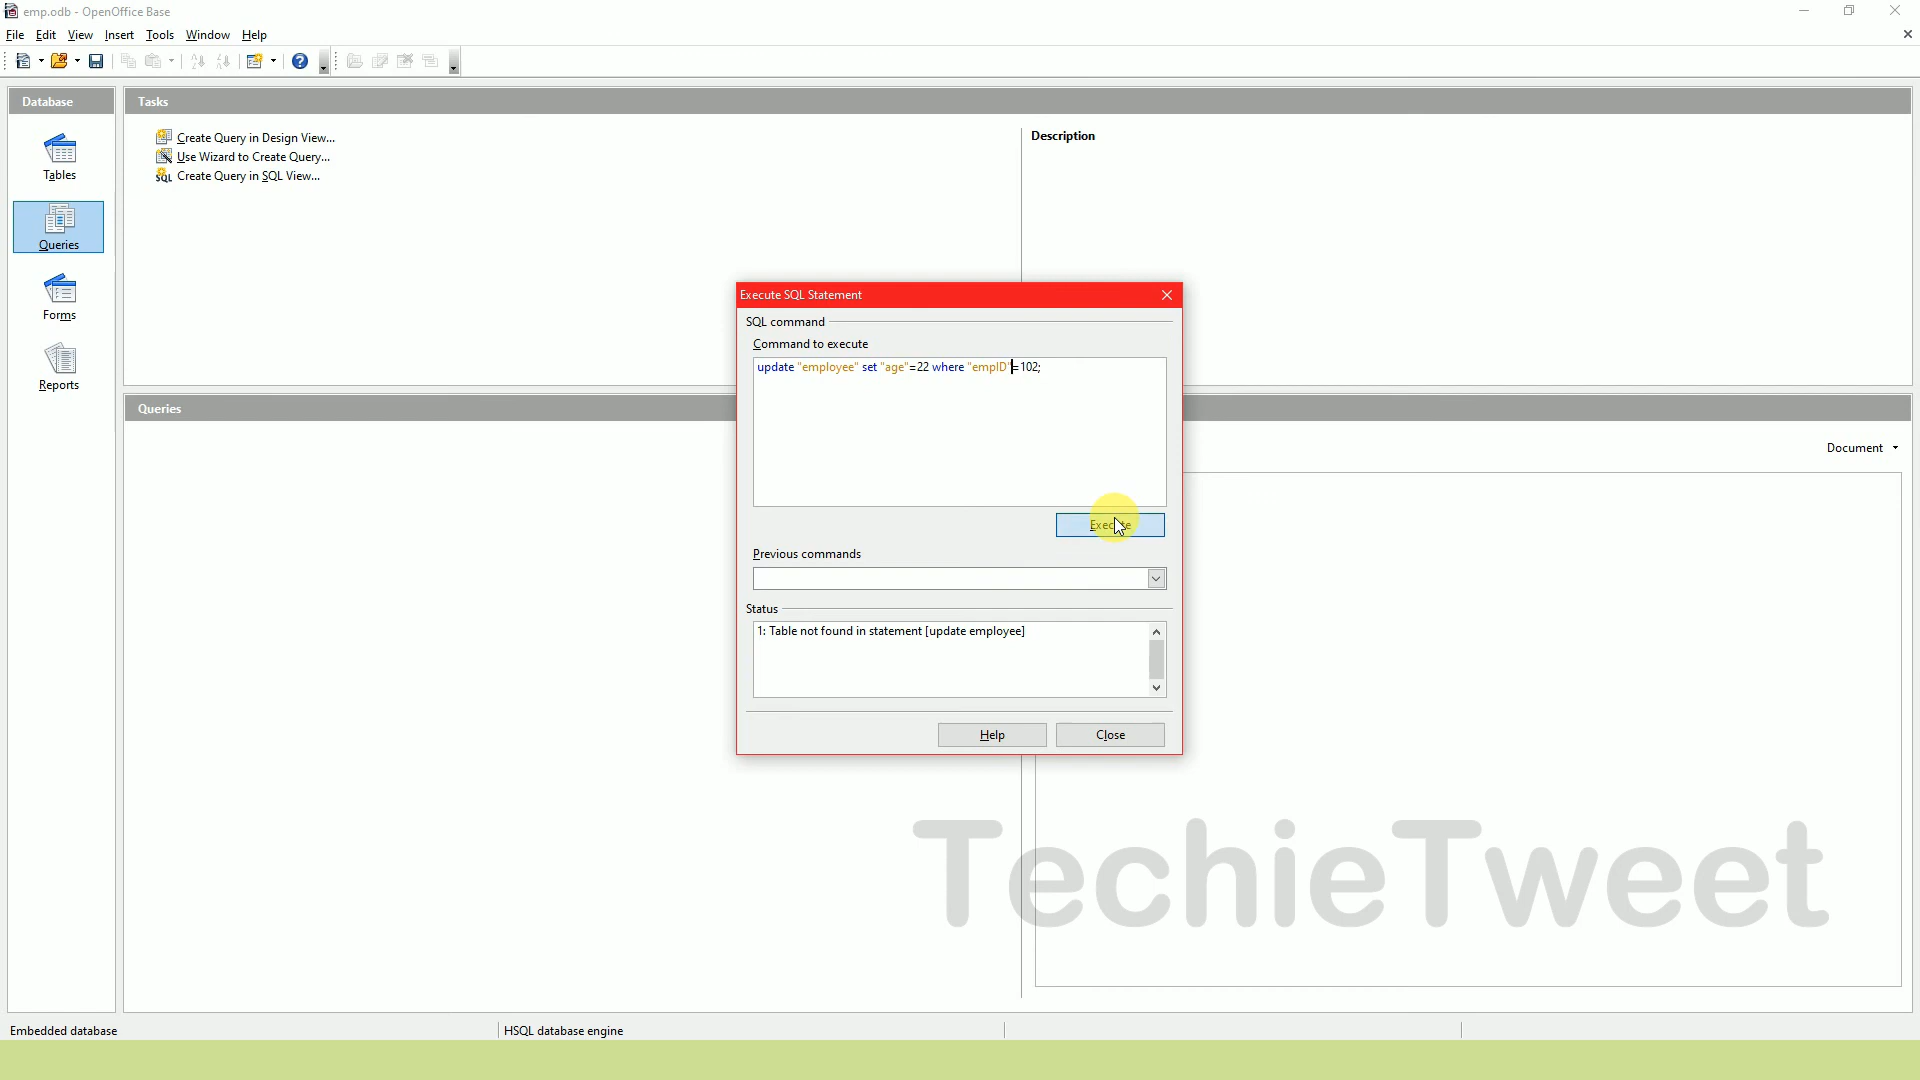 emp.odb - OpenOffice Base
File Edit View Insert Tools Window Help
Database
Tasks
Tables
Queries
Forms
Reports
Create Query in Design View...
Use Wizard to Create Query...
SQL Create Query in SQL View...
Description
Queries
Document
Execute SQL Statement
SQL command
Command to execute
update "employee" set "age"=22 where "empID"=102;
Execute
Previous commands
Status
1: Table not found in statement [update employee]
Help Close
TechieTweet
Embedded database HSQL database engine